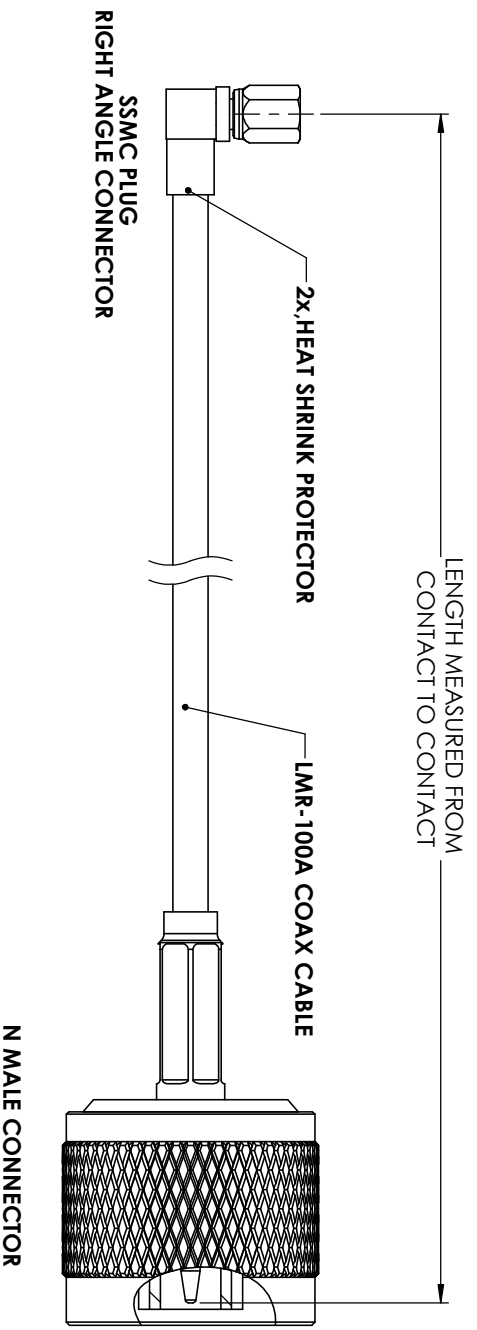 LENGTH MEASURED FROM
CONTACT TO CONTACT
2x,HEAT SHRINK PROTECTOR
LMR-100A COAX CABLE
SSMC PLUG
RIGHT ANGLE CONNECTOR
N MALE CONNECTOR